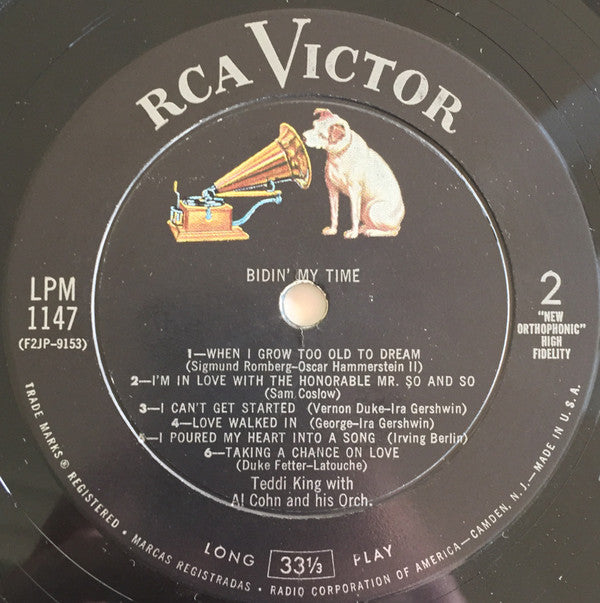 RCA VICTOR
BIDIN' MY TIME
LPM
1147
(F2JP-9153)
2
"NEW
ORTHOPHONIC"
HIGH
FIDELITY
1—WHEN I GROW TOO OLD TO DREAM
(Sigmund Romberg-Oscar Hammerstein II)
2—I'M IN LOVE WITH THE HONORABLE MR. SO AND SO
(Sam Coslow)
3—I CAN'T GET STARTED (Vernon Duke-Ira Gershwin)
4—LOVE WALKED IN (George-Ira Gershwin)
5—I POURED MY HEART INTO A SONG (Irving Berlin)
6—TAKING A CHANCE ON LOVE
(Duke Fetter-Latouche)
Teddi King with
Al Cohn and his Orch.
LONG 33⅓ PLAY
TRADE MARKS ® REGISTERED • MARCAS REGISTRADAS • RADIO CORPORATION OF AMERICA—CAMDEN, N. J.—MADE IN U. S. A.